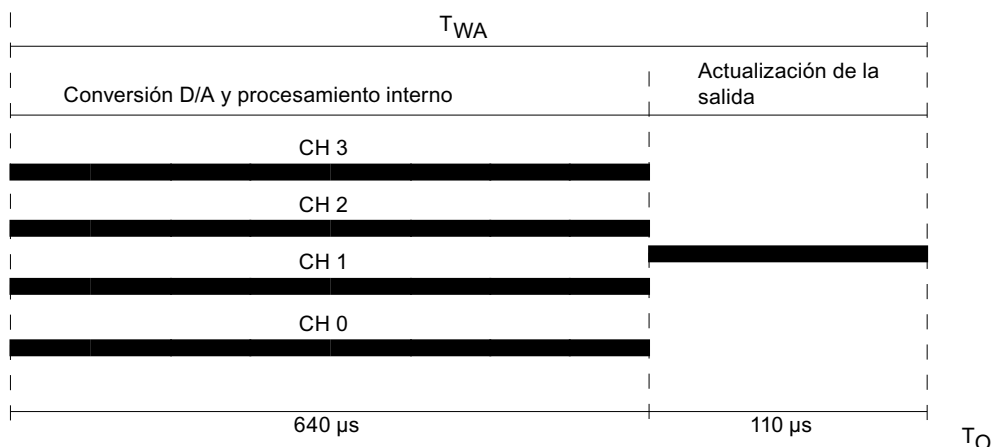 TWA
Conversión D/A y procesamiento interno
Actualización de la
salida
CH 3
CH 2
CH 1
CH 0
640 µs
110 µs
TO